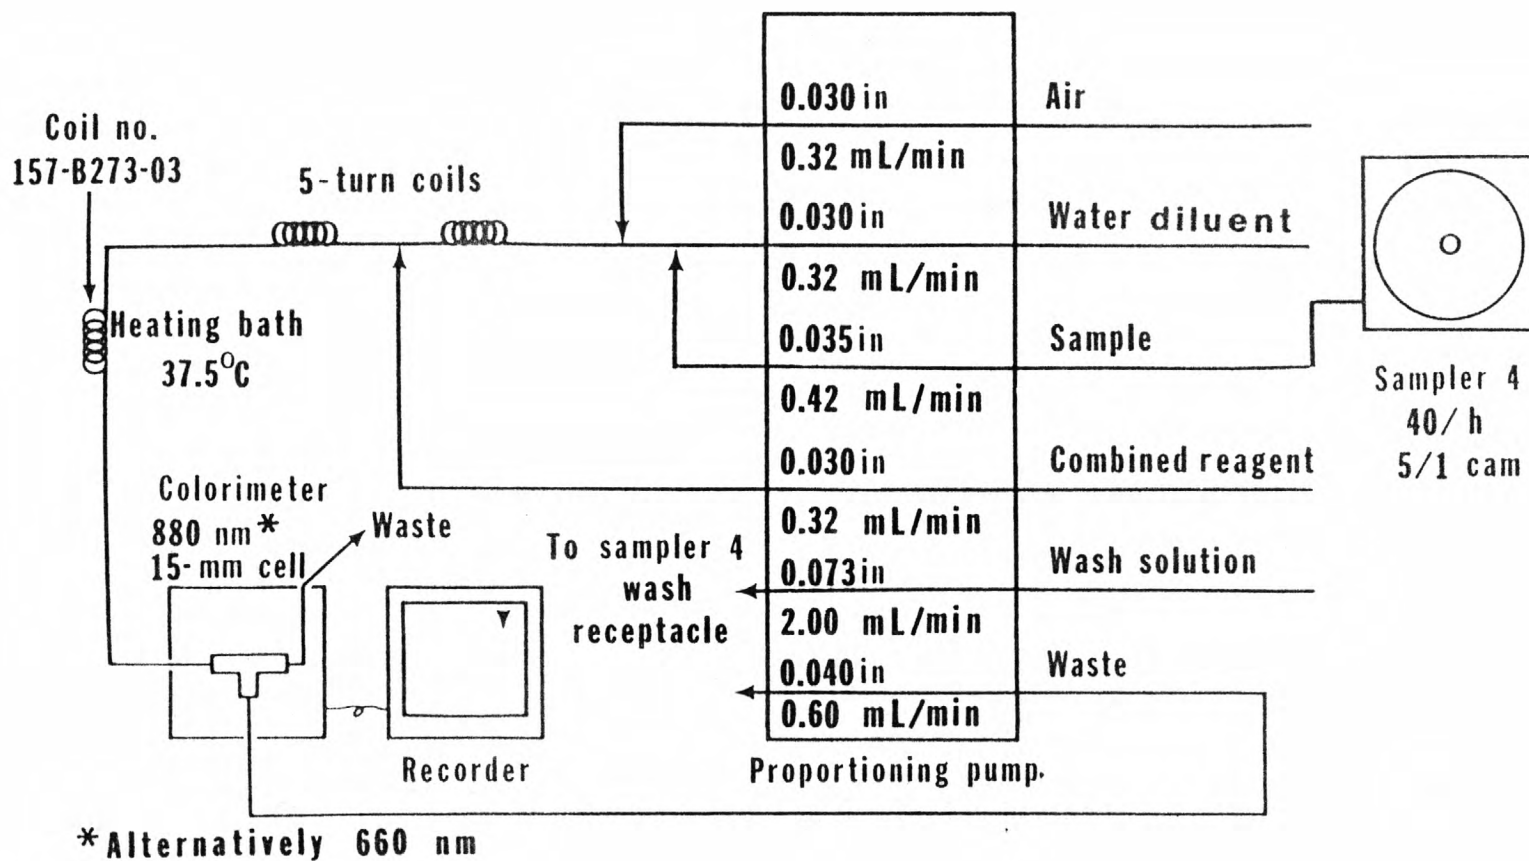 0.030 in Air
Coil no.
157-B273-03
5-turn coils
0.32 mL/min
0.030 in Water diluent
0.32 mL/min
Heating bath
37.5°C
0.035 in Sample
0.42 mL/min
Sampler 4
40/h
5/1 cam
0.030 in Combined reagent
Colorimeter
880 nm*
15-mm cell
Waste
0.32 mL/min
To sampler 4
wash
receptacle
0.073 in Wash solution
2.00 mL/min
0.040 in Waste
0.60 mL/min
Recorder
Proportioning pump.
*Alternatively 660 nm